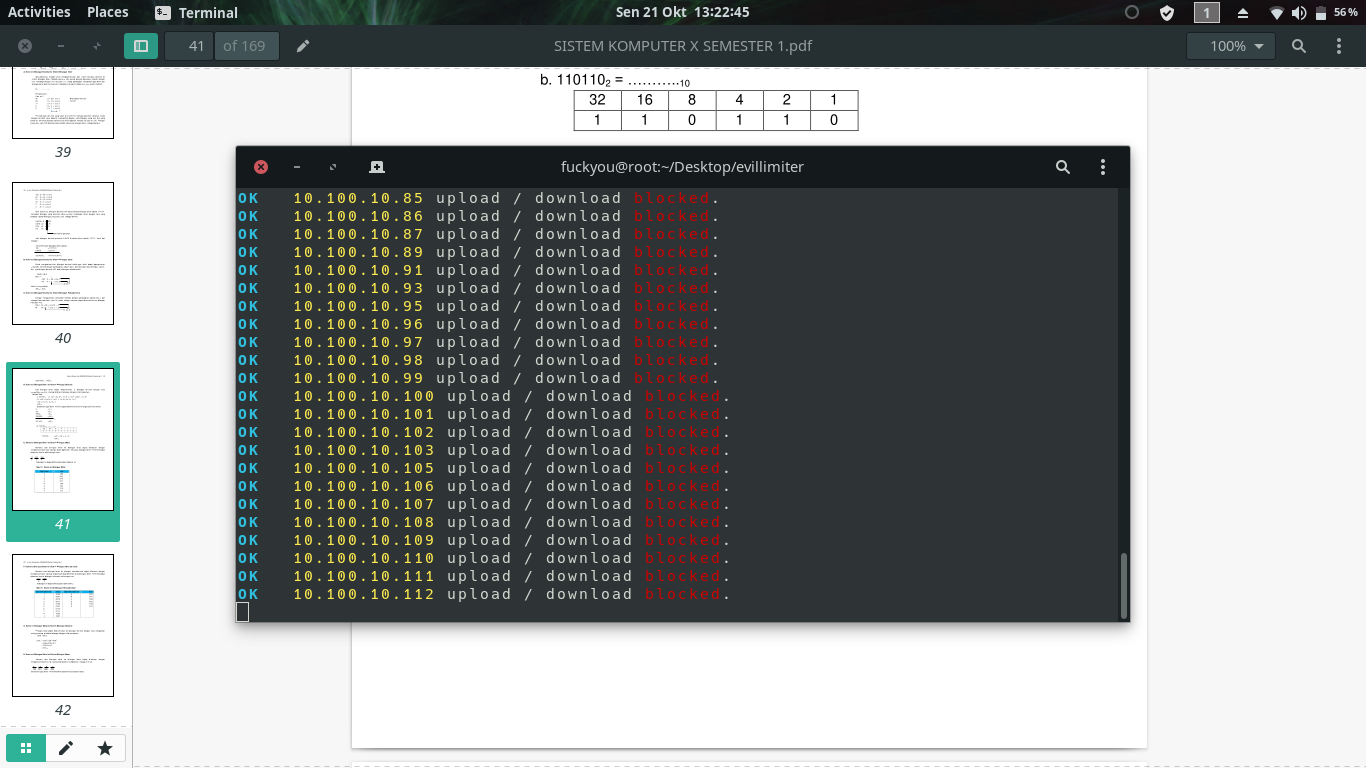 Activities Places Terminal Sen 21 Okt 13:22:45 1 56 %
41 of 169 SISTEM KOMPUTER X SEMESTER 1.pdf 100%
39
40
41
42
b. 110110₂ = ...........₁₀
32 16 8 4 2 1
1 1 0 1 1 0
fuckyou@root:~/Desktop/evillimiter
OK 10.100.10.85 upload / download blocked.
OK 10.100.10.86 upload / download blocked.
OK 10.100.10.87 upload / download blocked.
OK 10.100.10.89 upload / download blocked.
OK 10.100.10.91 upload / download blocked.
OK 10.100.10.93 upload / download blocked.
OK 10.100.10.95 upload / download blocked.
OK 10.100.10.96 upload / download blocked.
OK 10.100.10.97 upload / download blocked.
OK 10.100.10.98 upload / download blocked.
OK 10.100.10.99 upload / download blocked.
OK 10.100.10.100 upload / download blocked.
OK 10.100.10.101 upload / download blocked.
OK 10.100.10.102 upload / download blocked.
OK 10.100.10.103 upload / download blocked.
OK 10.100.10.105 upload / download blocked.
OK 10.100.10.106 upload / download blocked.
OK 10.100.10.107 upload / download blocked.
OK 10.100.10.108 upload / download blocked.
OK 10.100.10.109 upload / download blocked.
OK 10.100.10.110 upload / download blocked.
OK 10.100.10.111 upload / download blocked.
OK 10.100.10.112 upload / download blocked.